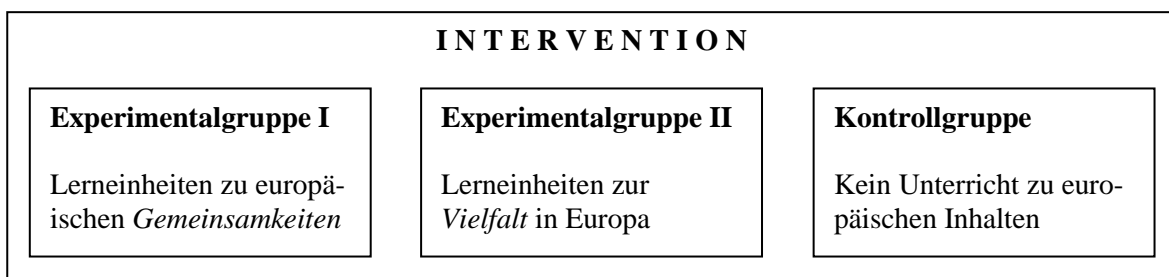 INTERVENTION
Experimentalgruppe I
Lerneinheiten zu europä-
ischen Gemeinsamkeiten
Experimentalgruppe II
Lerneinheiten zur
Vielfalt in Europa
Kontrollgruppe
Kein Unterricht zu euro-
päischen Inhalten